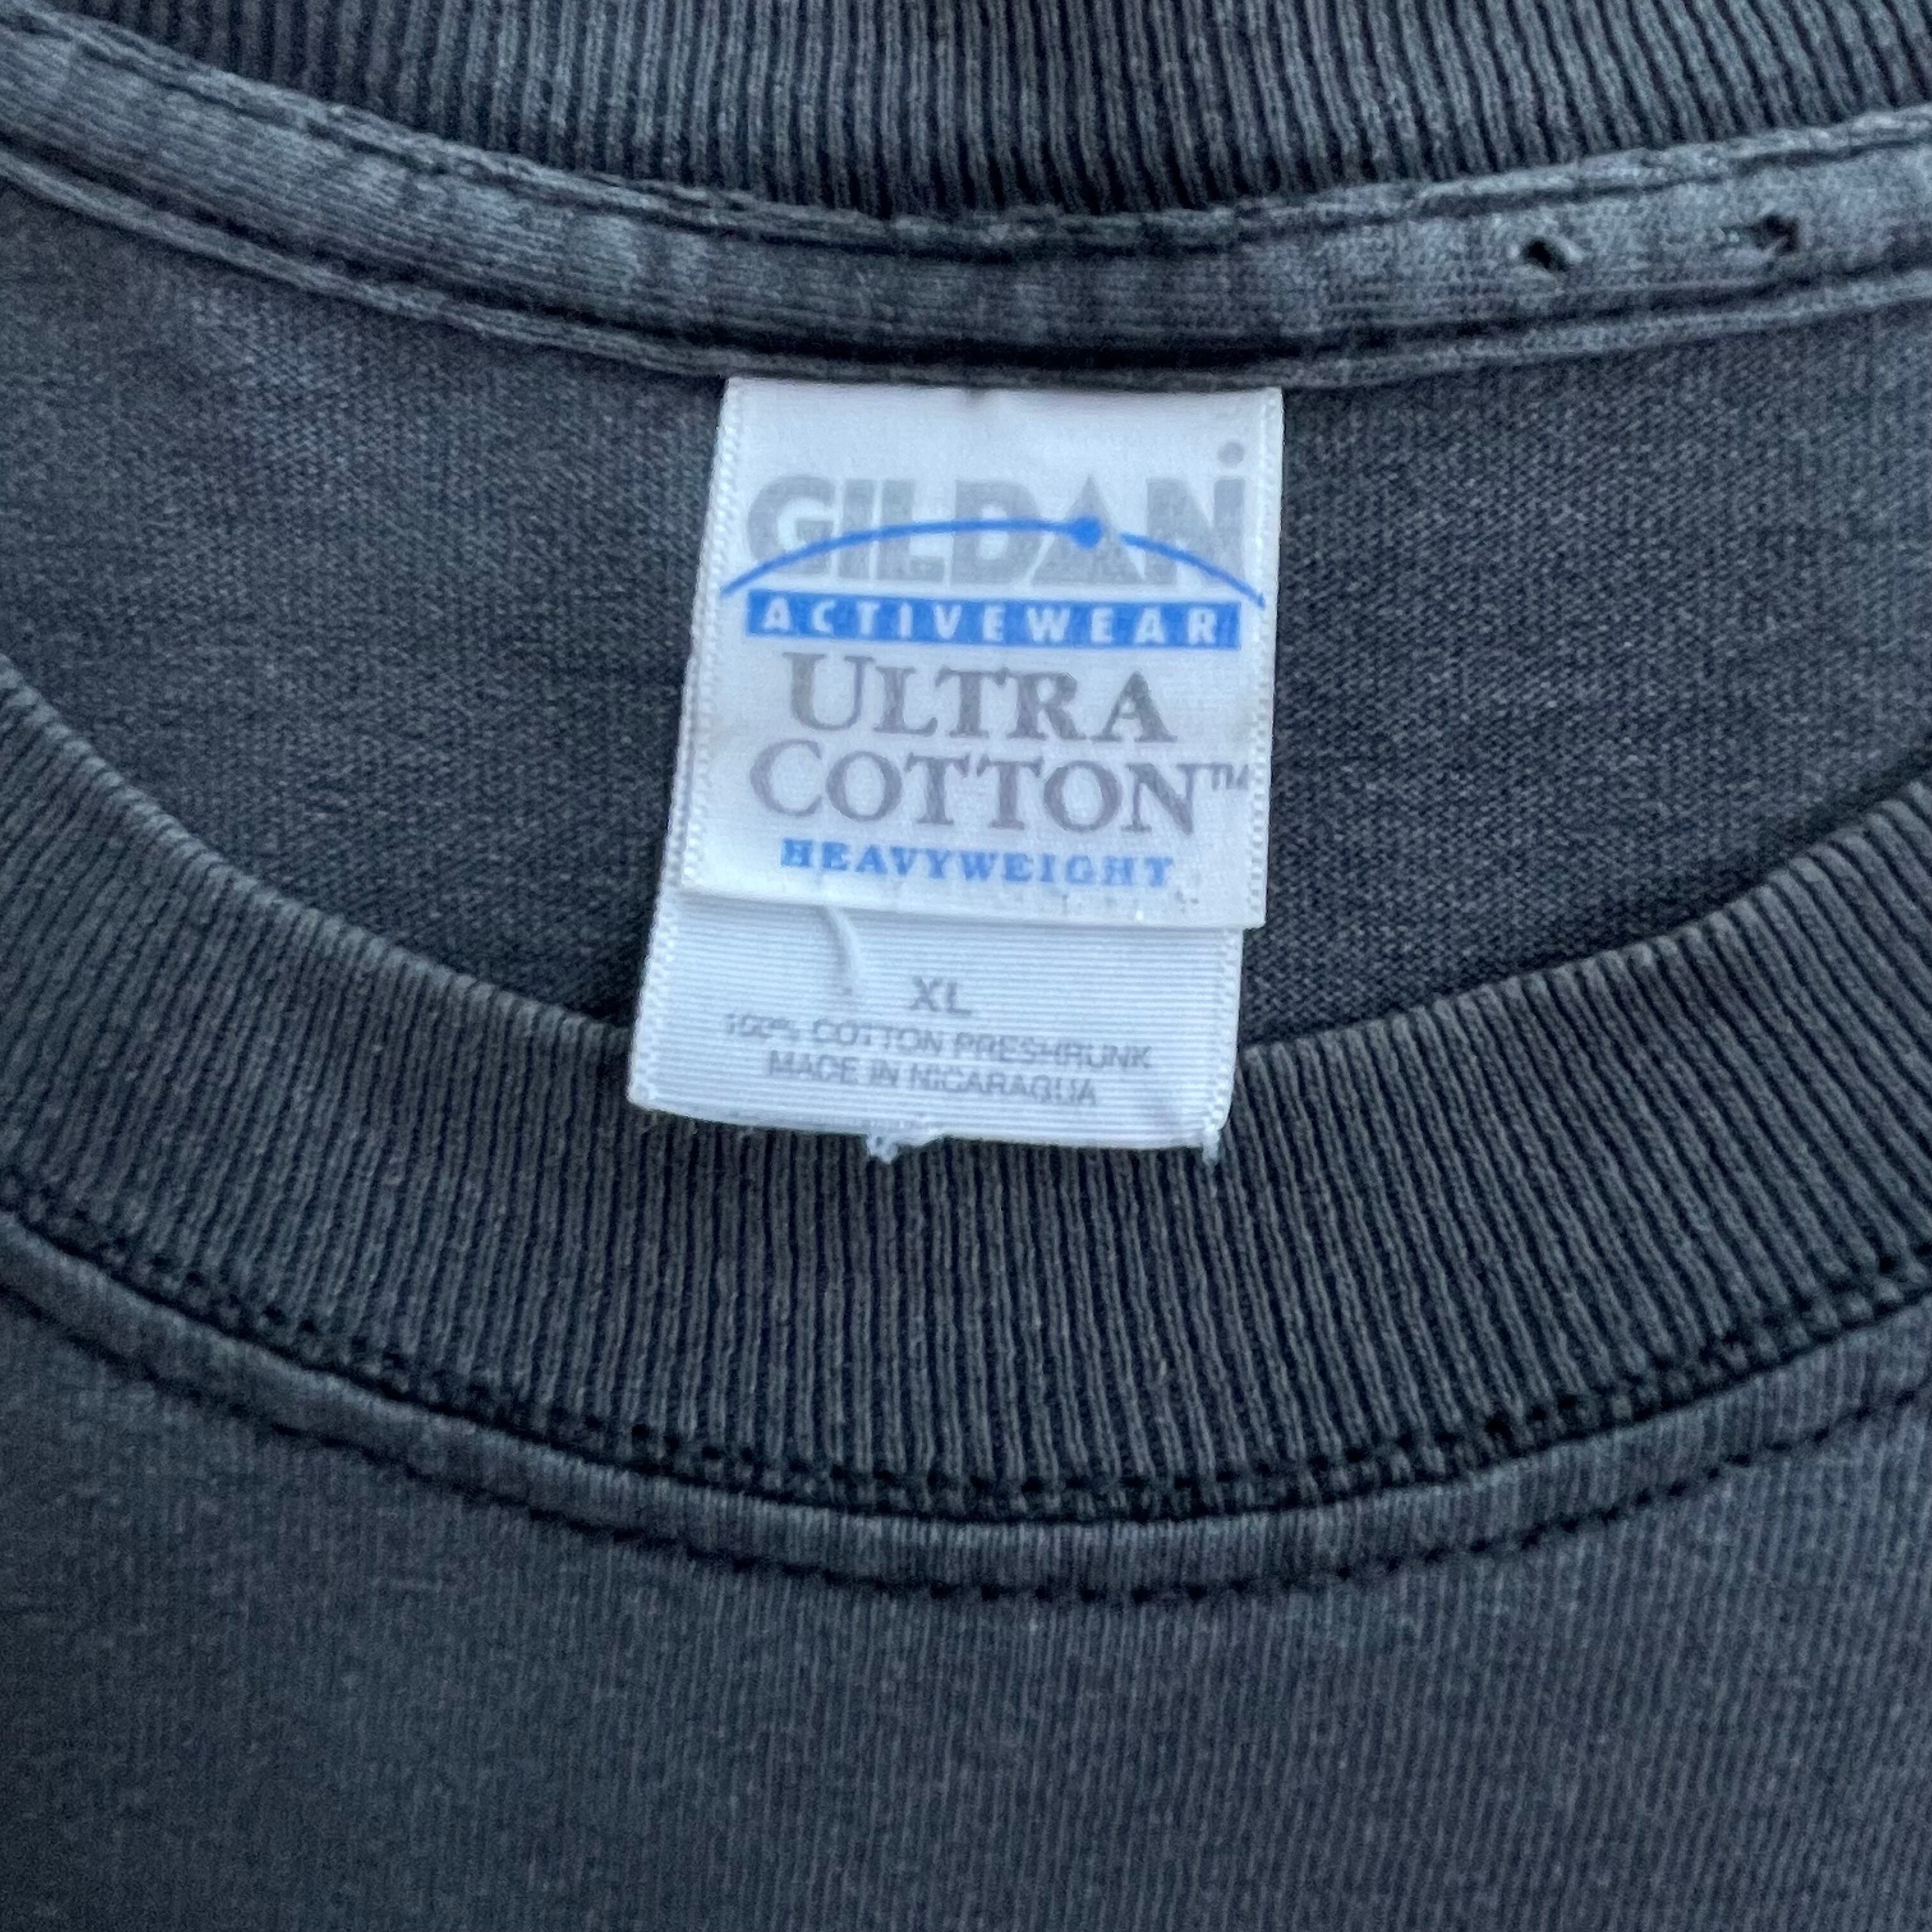 GILDAN
ACTIVEWEAR
ULTRA
COTTON™
HEAVYWEIGHT
XL
100% COTTON PRESHRUNK
MADE IN NICARAGUA